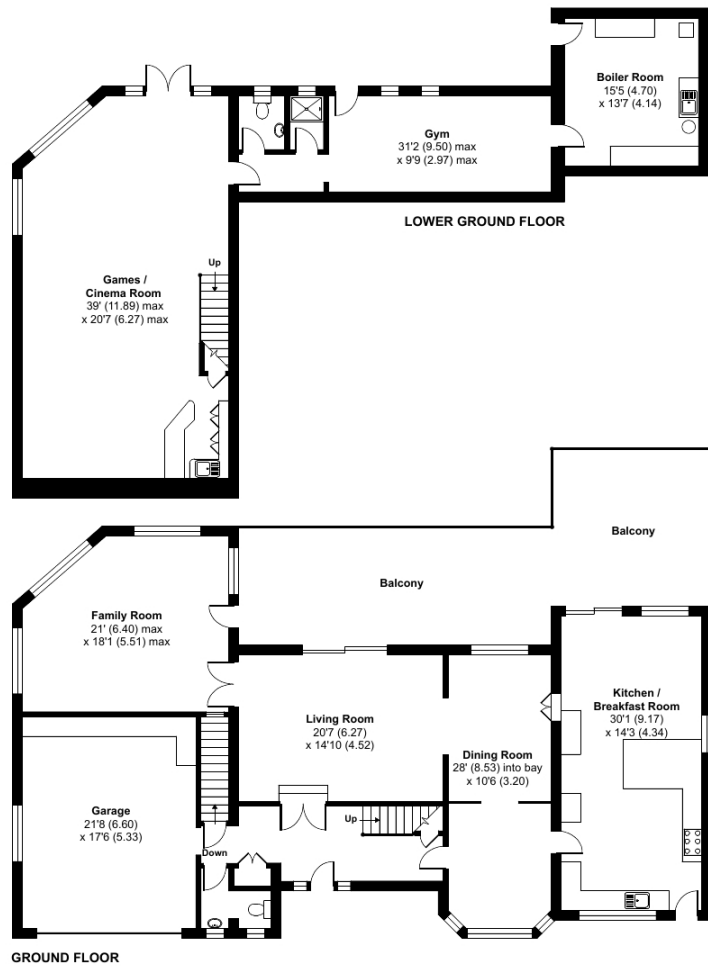 Boiler Room
15'5 (4.70)
x 13'7 (4.14)
Gym
31'2 (9.50) max
x 9'9 (2.97) max
LOWER GROUND FLOOR
Up
Games /
Cinema Room
39' (11.89) max
x 20'7 (6.27) max
Balcony
Balcony
Family Room
21' (6.40) max
x 18'1 (5.51) max
Kitchen /
Breakfast Room
30'1 (9.17)
x 14'3 (4.34)
Living Room
20'7 (6.27)
x 14'10 (4.52)
Dining Room
28' (8.53) into bay
x 10'6 (3.20)
Garage
21'8 (6.60)
x 17'6 (5.33)
Up
Down
GROUND FLOOR